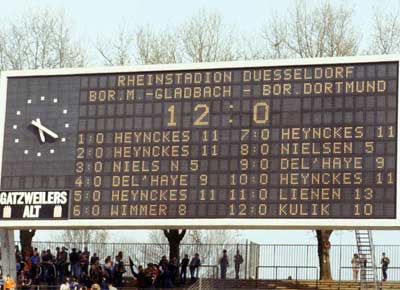 RHEINSTADION DUESSELDORF
BOR.M.-GLADBACH - BOR.DORTMUND
12:0
1:0 HEYNCKES 11 7:0 HEYNCKES 11
2:0 HEYNCKES 11 8:0 NIELSEN 5
3:0 NIELS N 5 9:0 DEL'HAYE 9
4:0 DEL'HAYE 9 10:0 HEYNCKES 11
5:0 HEYNCKES 11 11:0 LIENEN 13
6:0 WIMMER 8 12:0 KULIK 10
GATZWEILERS
ALT